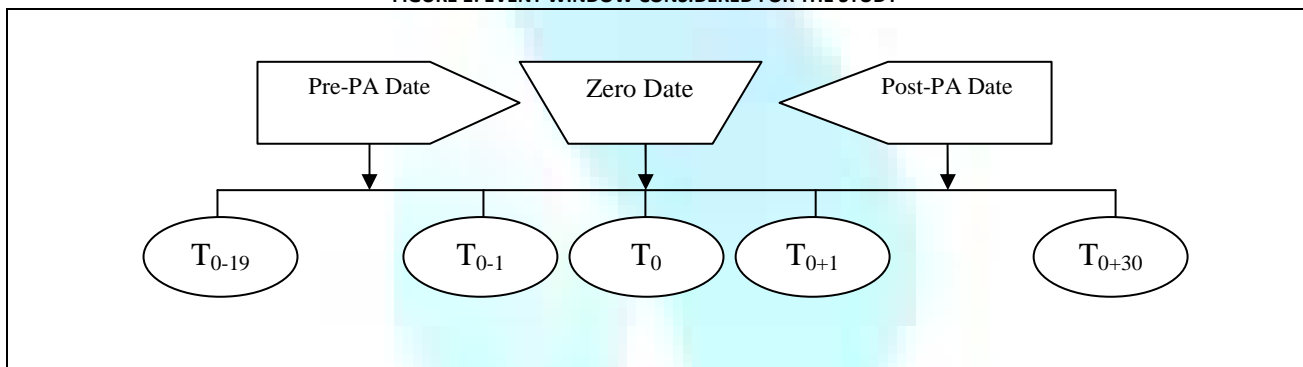 FIGURE 1: EVENT WINDOW CONSIDERED FOR THE STUDY
Pre-PA Date Zero Date Post-PA Date
T0-19 T0-1 T0 T0+1 T0+30